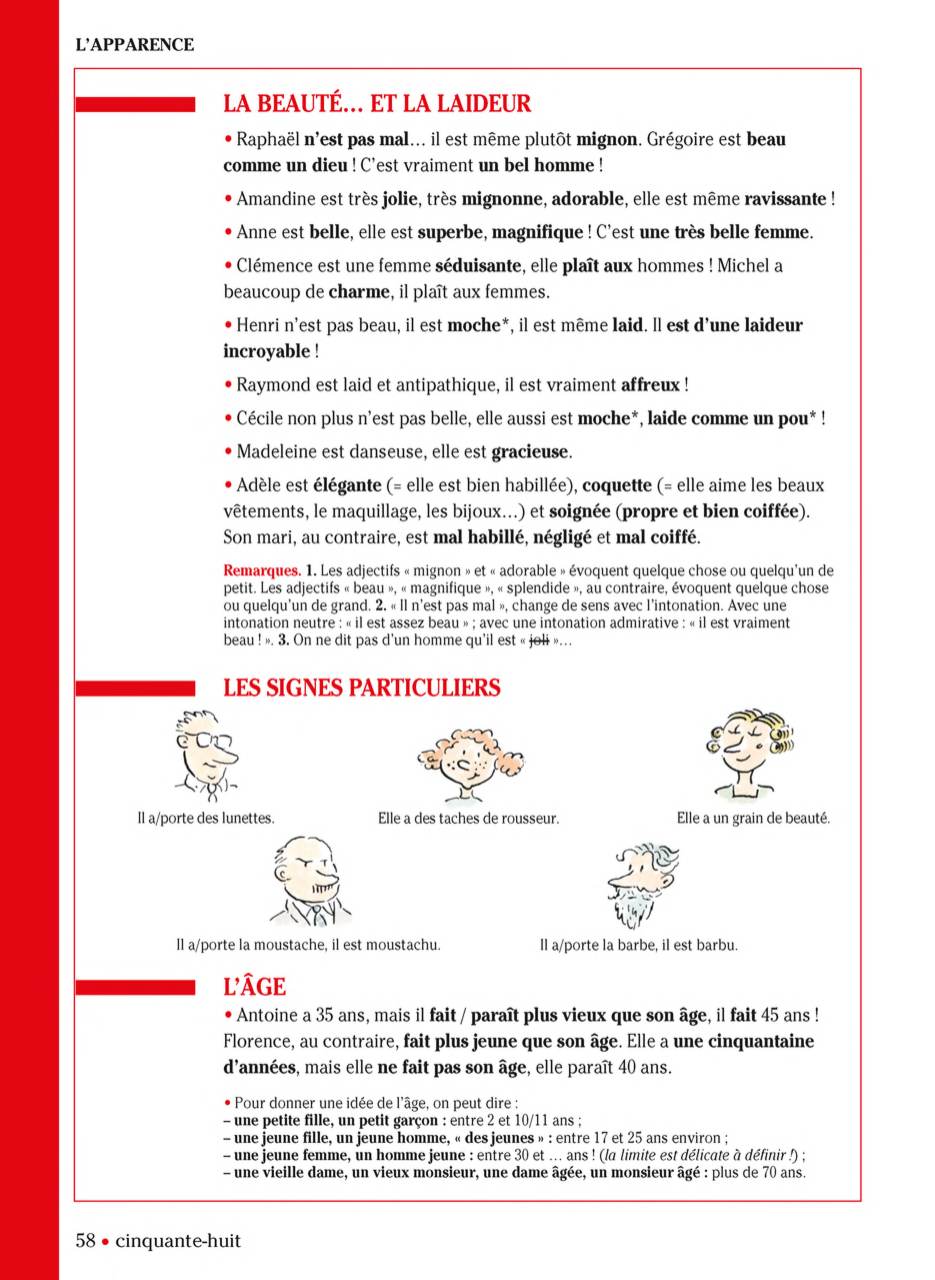 L'APPARENCE
LA BEAUTÉ... ET LA LAIDEUR
• Raphaël n'est pas mal... il est même plutôt mignon. Grégoire est beau
comme un dieu ! C'est vraiment un bel homme !
• Amandine est très jolie, très mignonne, adorable, elle est même ravissante !
• Anne est belle, elle est superbe, magnifique ! C'est une très belle femme.
• Clémence est une femme séduisante, elle plaît aux hommes ! Michel a
beaucoup de charme, il plaît aux femmes.
• Henri n'est pas beau, il est moche*, il est même laid. Il est d'une laideur
incroyable !
• Raymond est laid et antipathique, il est vraiment affreux !
• Cécile non plus n'est pas belle, elle aussi est moche*, laide comme un pou* !
• Madeleine est danseuse, elle est gracieuse.
• Adèle est élégante (= elle est bien habillée), coquette (= elle aime les beaux
vêtements, le maquillage, les bijoux...) et soignée (propre et bien coiffée).
Son mari, au contraire, est mal habillé, négligé et mal coiffé.
Remarques. 1. Les adjectifs « mignon » et « adorable » évoquent quelque chose ou quelqu'un de
petit. Les adjectifs « beau », « magnifique », « splendide », au contraire, évoquent quelque chose
ou quelqu'un de grand. 2. « Il n'est pas mal », change de sens avec l'intonation. Avec une
intonation neutre : « il est assez beau » ; avec une intonation admirative : « il est vraiment
beau ! ». 3. On ne dit pas d'un homme qu'il est « joli »...
LES SIGNES PARTICULIERS
Il a/porte des lunettes.
Elle a des taches de rousseur.
Elle a un grain de beauté.
Il a/porte la moustache, il est moustachu.
Il a/porte la barbe, il est barbu.
L'ÂGE
• Antoine a 35 ans, mais il fait / paraît plus vieux que son âge, il fait 45 ans !
Florence, au contraire, fait plus jeune que son âge. Elle a une cinquantaine
d'années, mais elle ne fait pas son âge, elle paraît 40 ans.
• Pour donner une idée de l'âge, on peut dire :
– une petite fille, un petit garçon : entre 2 et 10/11 ans ;
– une jeune fille, un jeune homme, « des jeunes » : entre 17 et 25 ans environ ;
– une jeune femme, un homme jeune : entre 30 et ... ans ! (la limite est délicate à définir !) ;
– une vieille dame, un vieux monsieur, une dame âgée, un monsieur âgé : plus de 70 ans.
58 • cinquante-huit